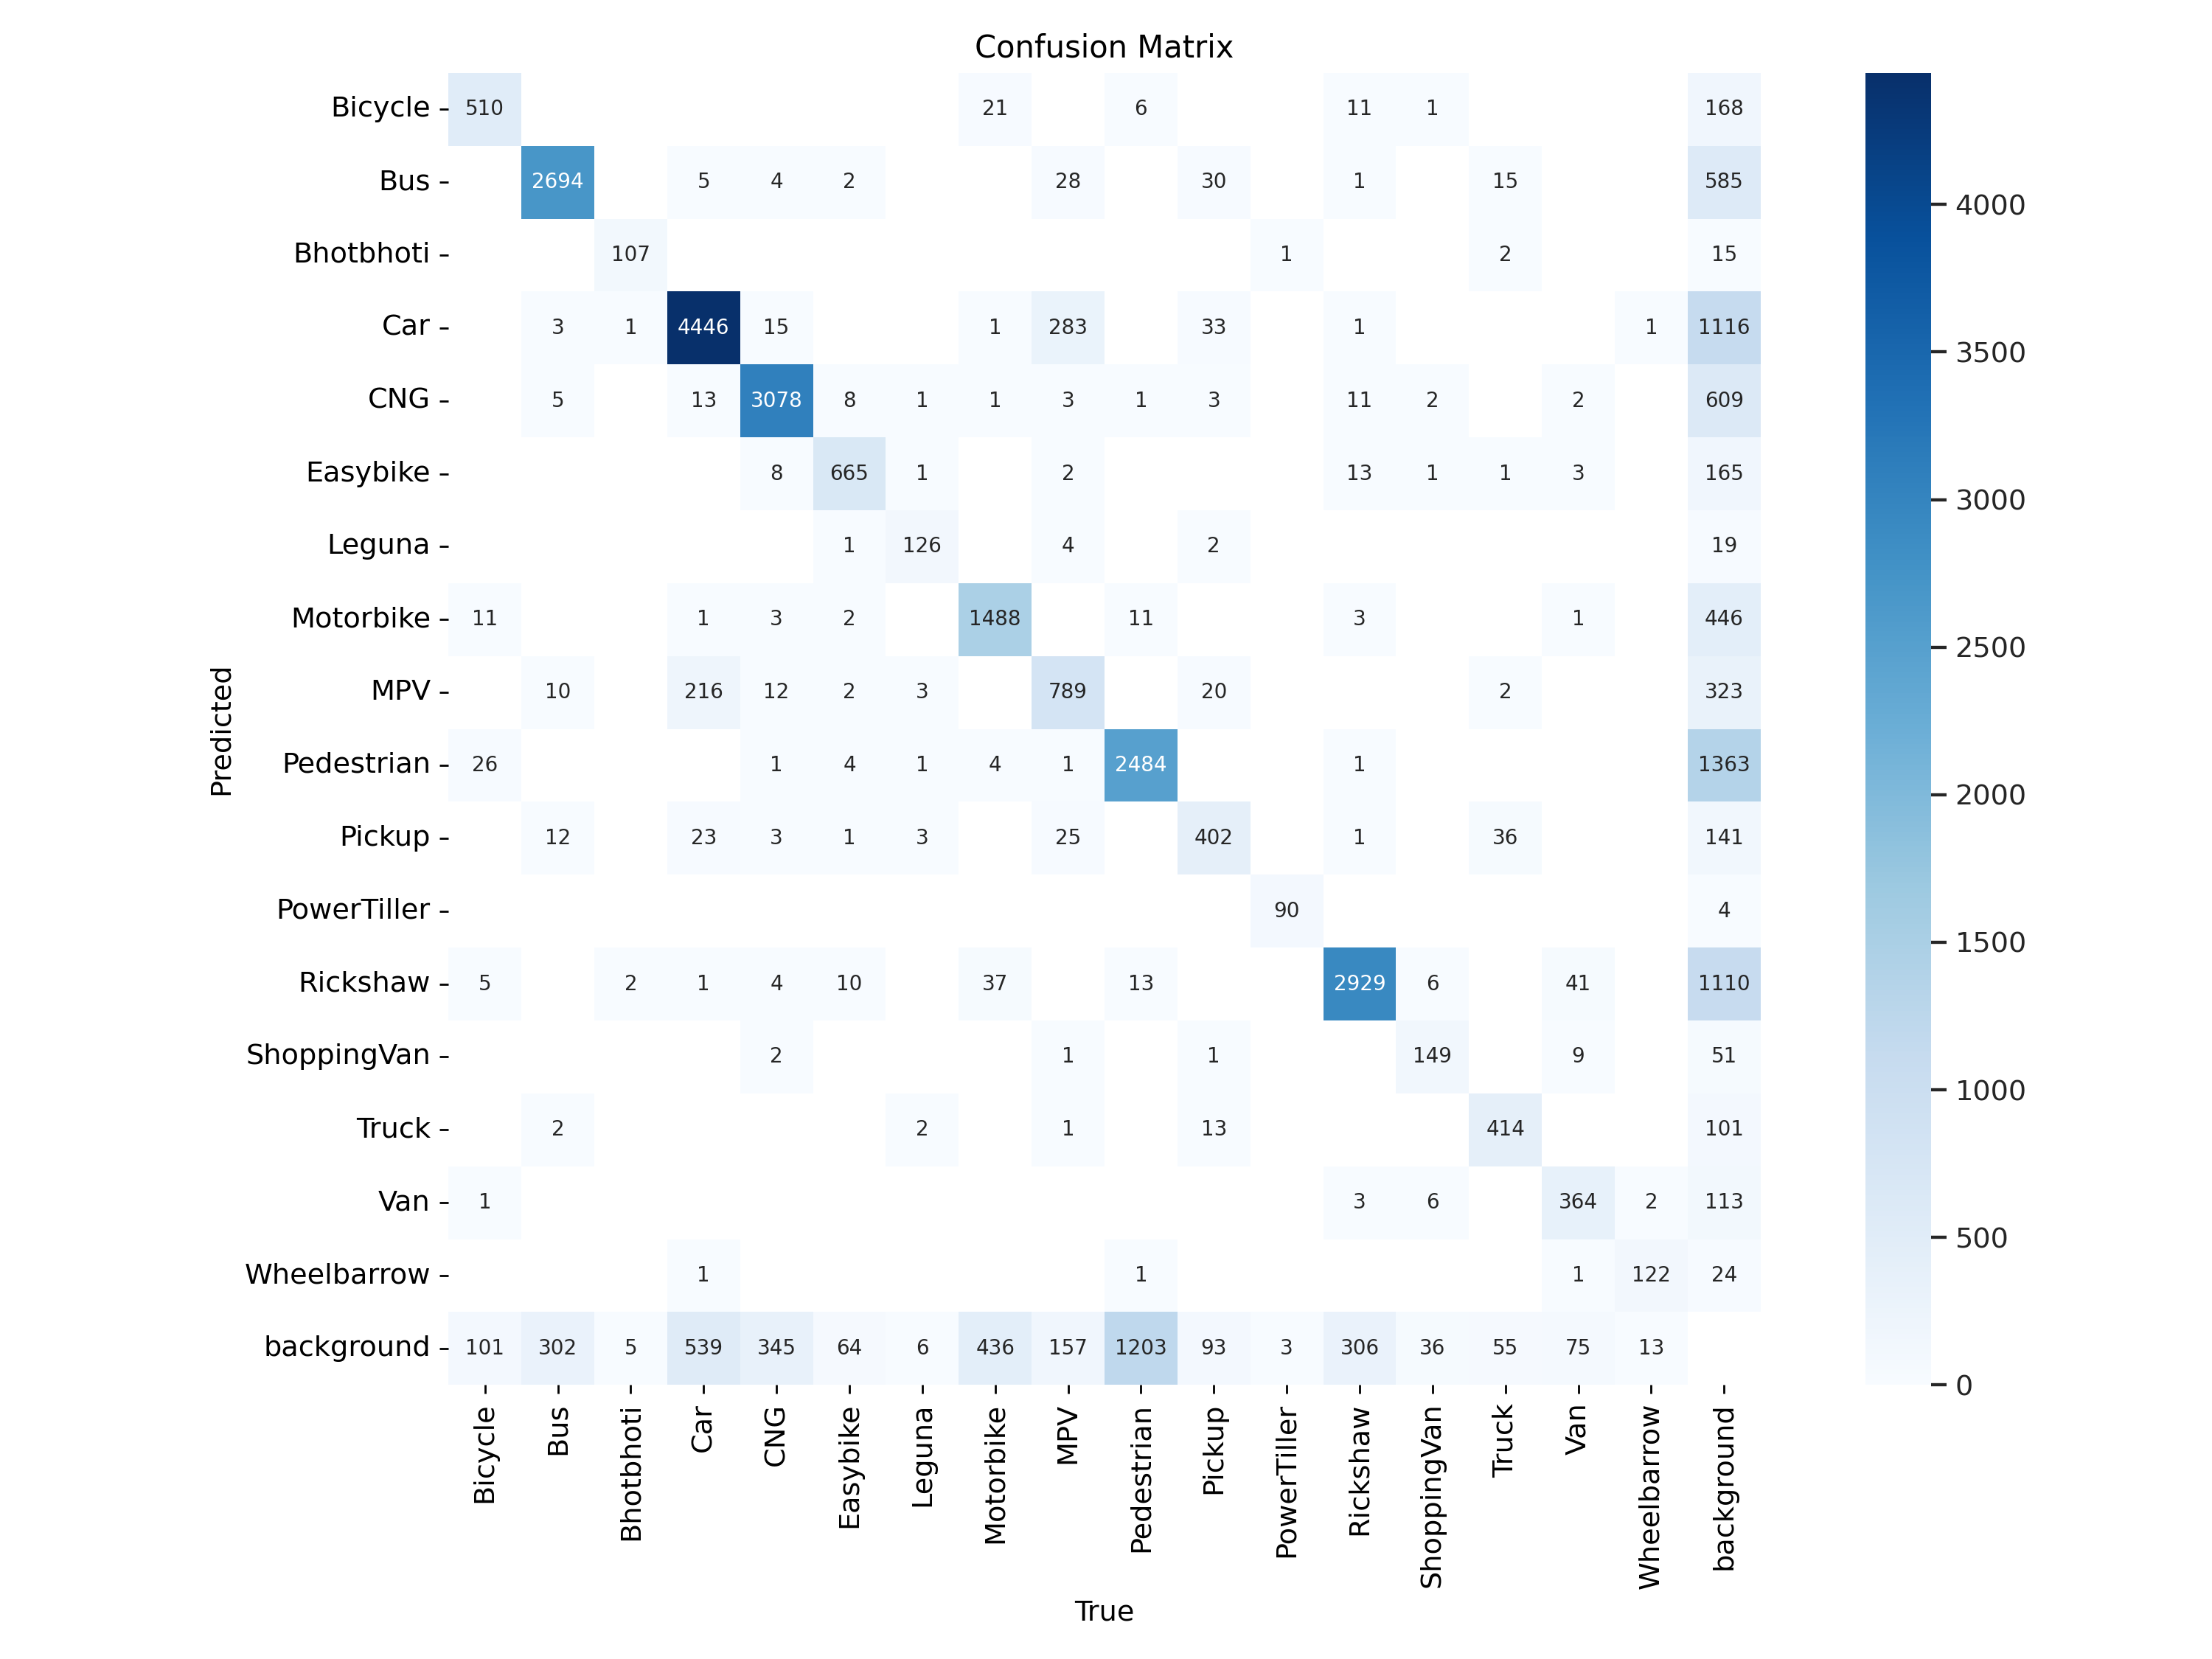 Confusion Matrix
Bicycle 510 21 6 11 1 168
Bus 2694 5 4 2 28 30 1 15 585
Bhotbhoti 107 1 2 15
Car 3 1 4446 15 1 283 33 1 1 1116
CNG 5 13 3078 8 1 1 3 1 3 11 2 2 609
Easybike 8 665 1 2 13 1 1 3 165
Leguna 1 126 4 2 19
Motorbike 11 1 3 2 1488 11 3 1 446
MPV 10 216 12 2 3 789 20 2 323
Pedestrian 26 1 4 1 4 1 2484 1 1363
Pickup 12 23 3 1 3 25 402 1 36 141
PowerTiller 90 4
Rickshaw 5 2 1 4 10 37 13 2929 6 41 1110
ShoppingVan 2 1 1 149 9 51
Truck 2 2 1 13 414 101
Van 1 3 6 364 2 113
Wheelbarrow 1 1 1 122 24
background 101 302 5 539 345 64 6 436 157 1203 93 3 306 36 55 75 13
Bicycle Bus Bhotbhoti Car CNG Easybike Leguna Motorbike MPV Pedestrian Pickup PowerTiller Rickshaw ShoppingVan Truck Van Wheelbarrow background
True
Predicted
4000
3500
3000
2500
2000
1500
1000
500
0